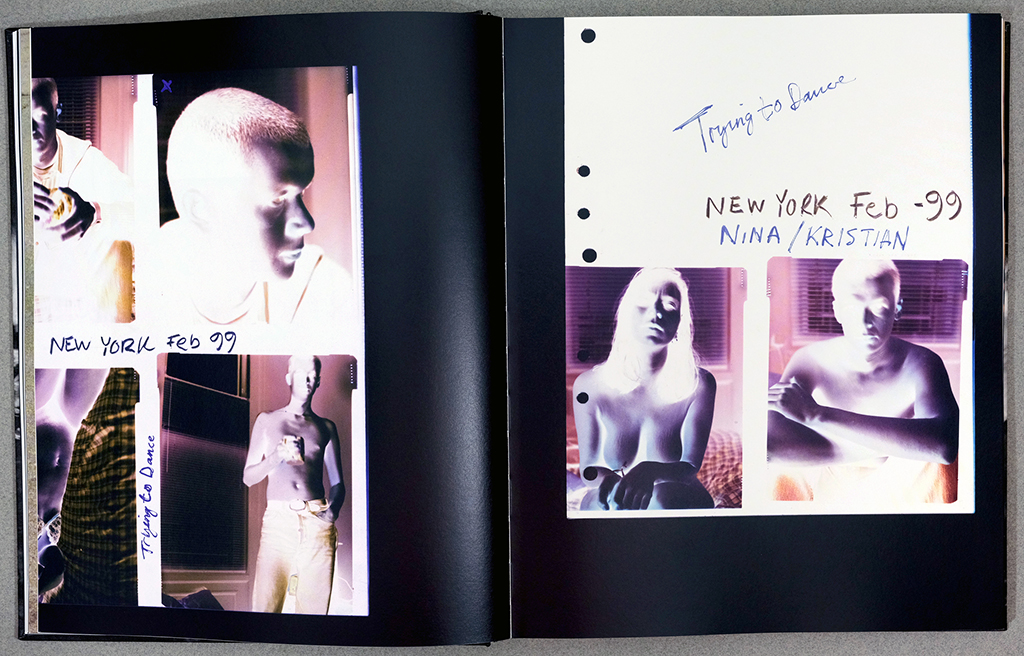 NEW YORK Feb 99
Trying to Dance
Trying to Dance
NEW YORK Feb -99
NINA/KRISTIAN